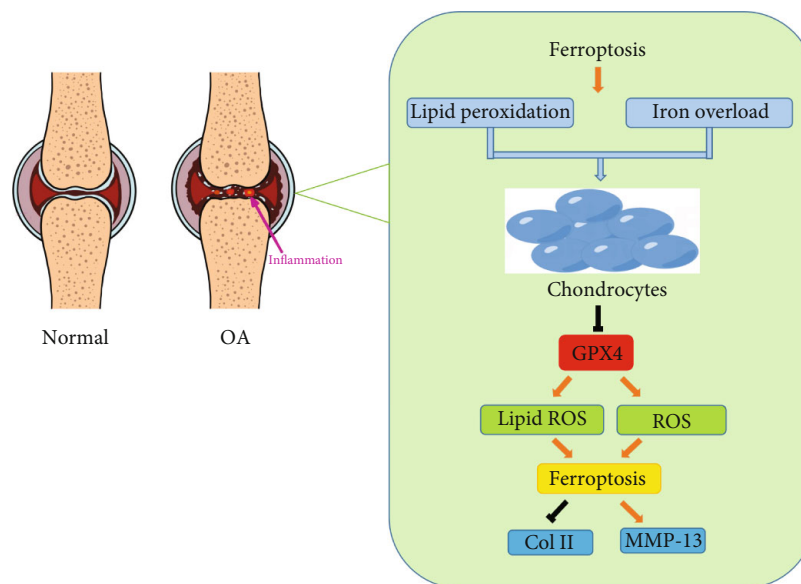 Normal
OA
Inflammation
Ferroptosis
Lipid peroxidation
Iron overload
Chondrocytes
GPX4
Lipid ROS
ROS
Ferroptosis
Col II
MMP-13